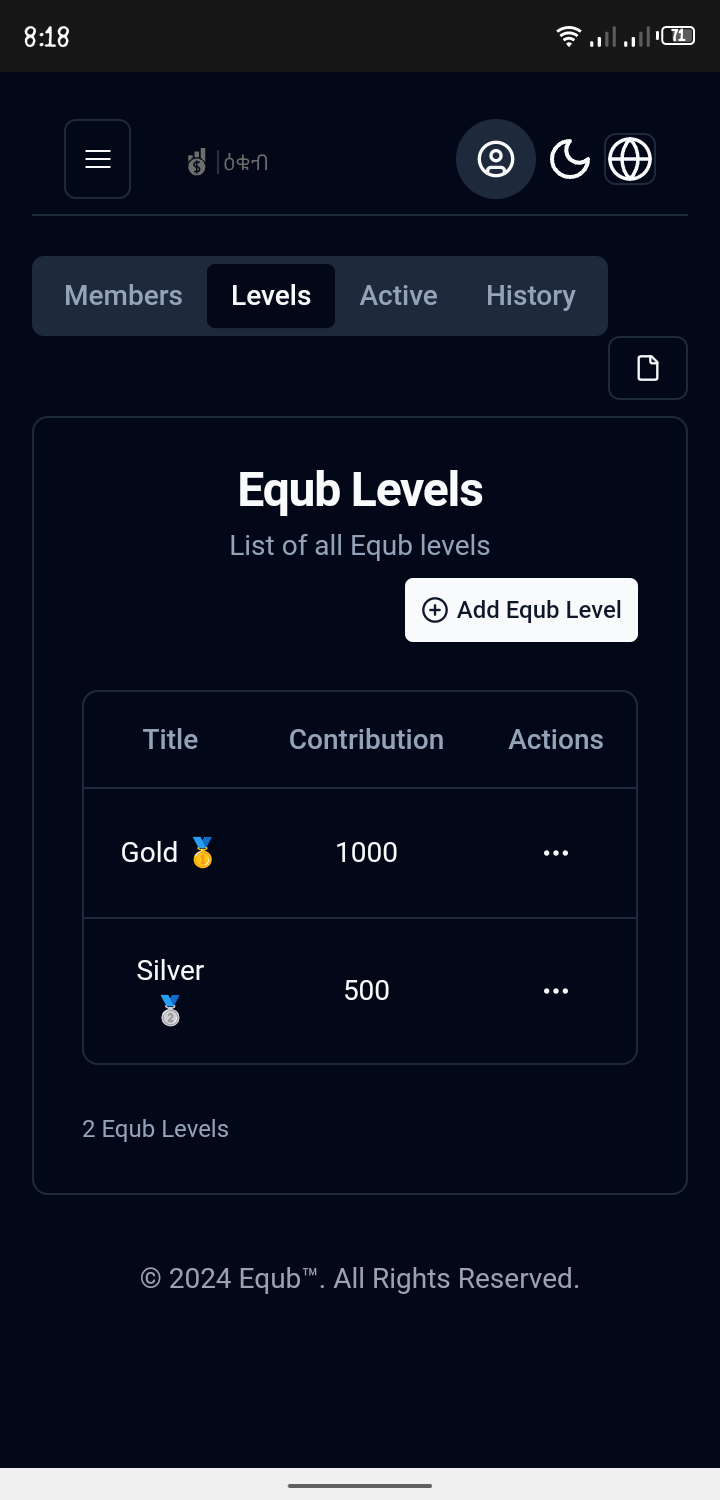 8:18
71
ዕቁብ
Members Levels Active History
Equb Levels
List of all Equb levels
Add Equb Level
Title Contribution Actions
Gold 🥇 1000 •••
Silver 🥈 500 •••
2 Equb Levels
© 2024 Equb™. All Rights Reserved.